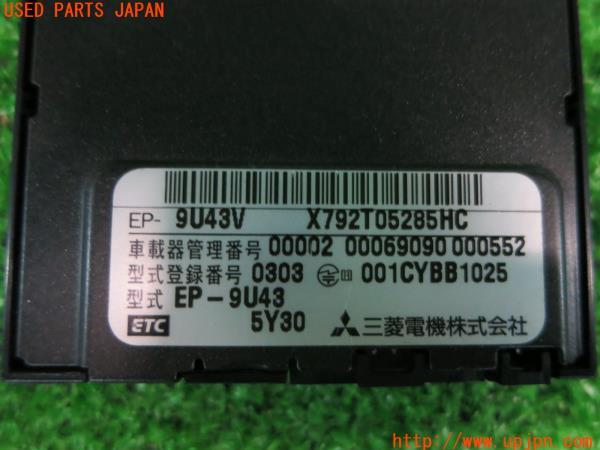 USED PARTS JAPAN
EP- 9U43V X792T05285HC
車載器管理番号 00002 00069090 000552
型式登録番号 0303 001CYBB1025
型式 EP-9U43
ETC 5Y30 三菱電機株式会社
http://www.upjpn.com/